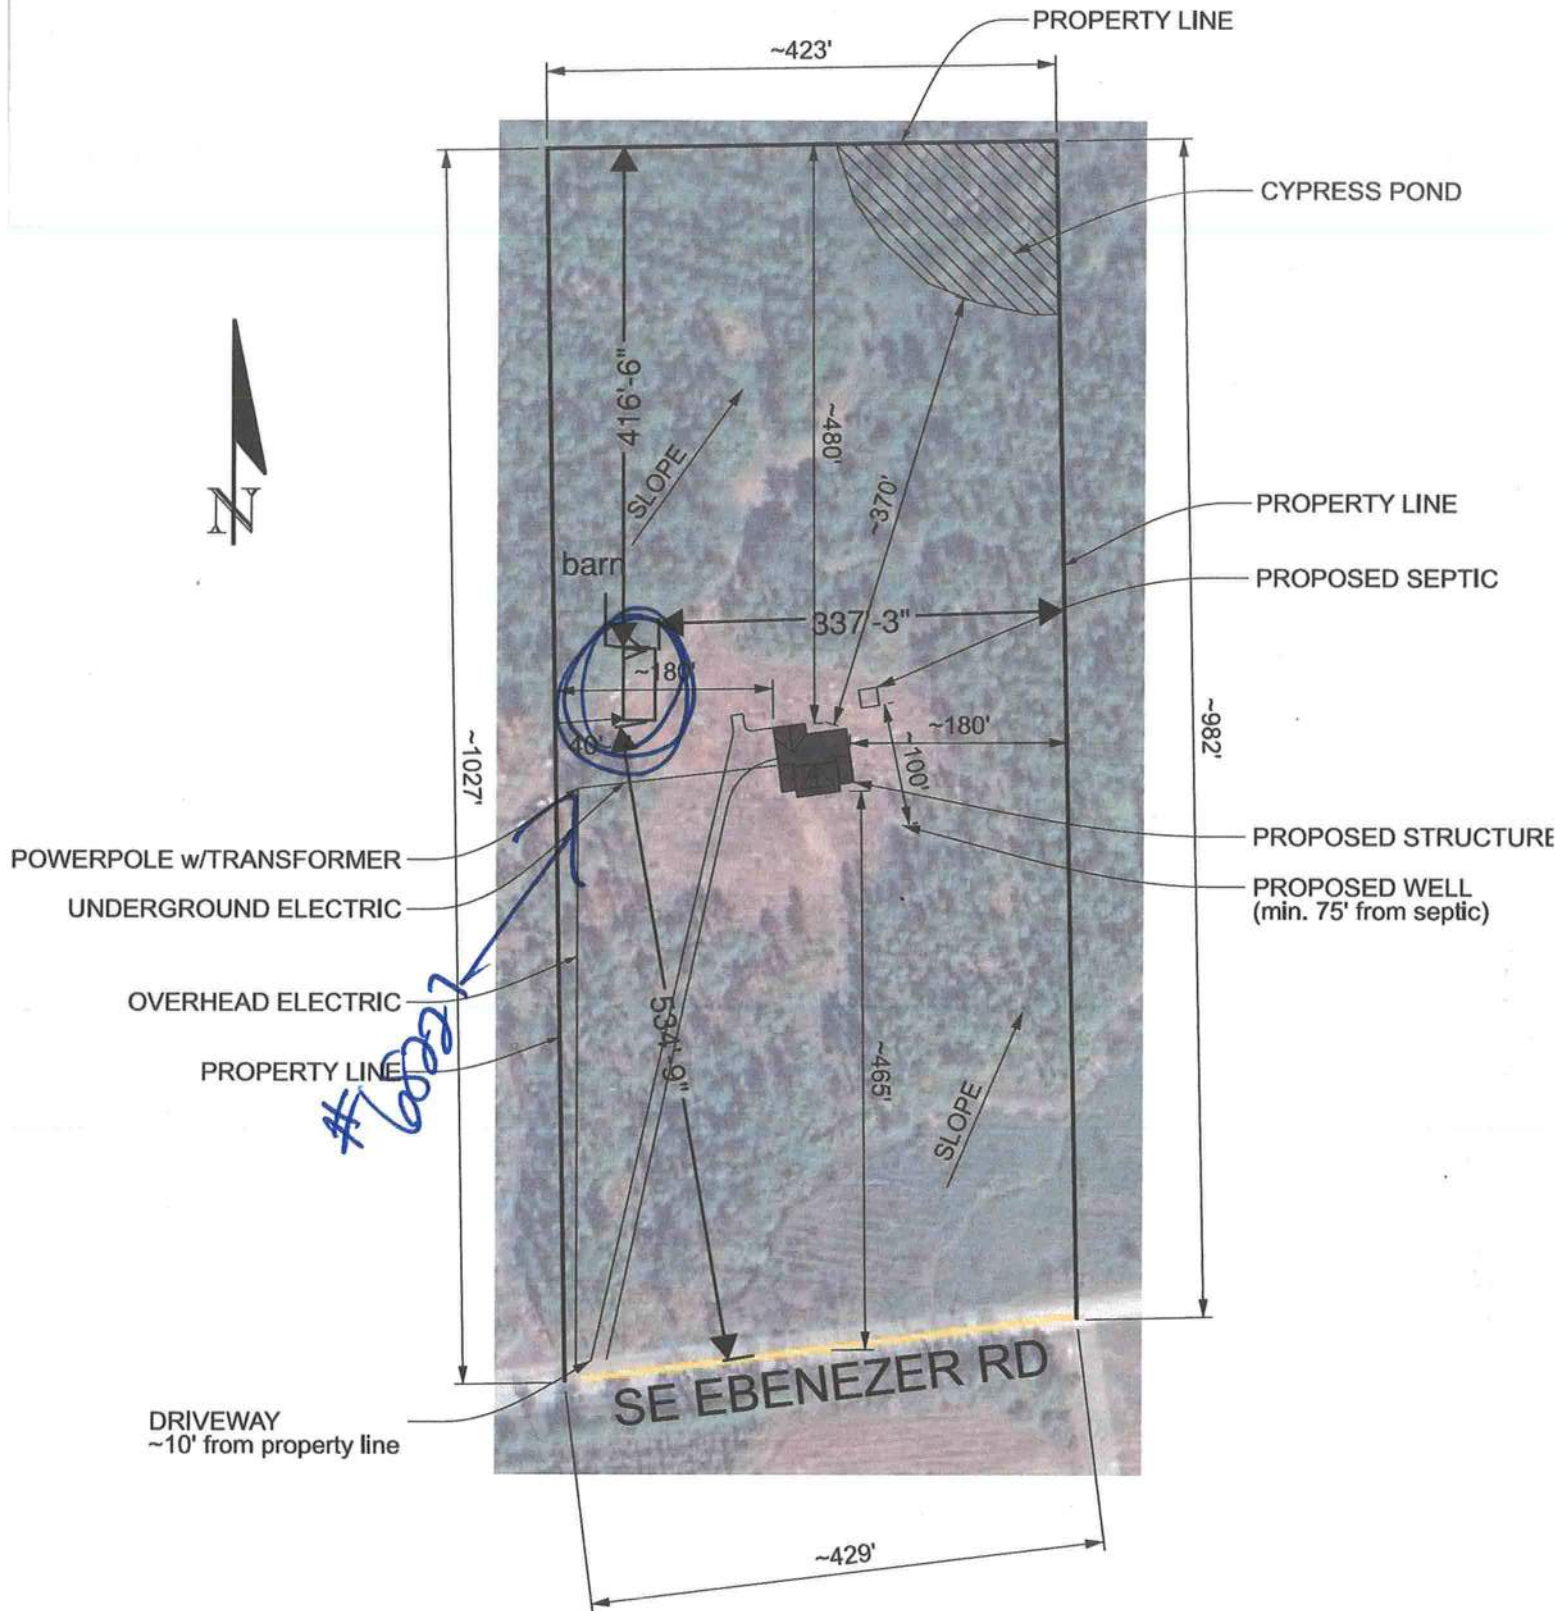 PROPERTY LINE
~423'
CYPRESS POND
416'-6"
~480'
SLOPE
~370'
N
PROPERTY LINE
barn
PROPOSED SEPTIC
337'-3"
~180'
~180'
40'
~100'
~1027'
~982'
PROPOSED STRUCTURE
POWERPOLE w/TRANSFORMER
PROPOSED WELL
(min. 75' from septic)
UNDERGROUND ELECTRIC
OVERHEAD ELECTRIC
534'-9"
~465'
PROPERTY LINE
#68227
SLOPE
SE EBENEZER RD
DRIVEWAY
~10' from property line
~429'